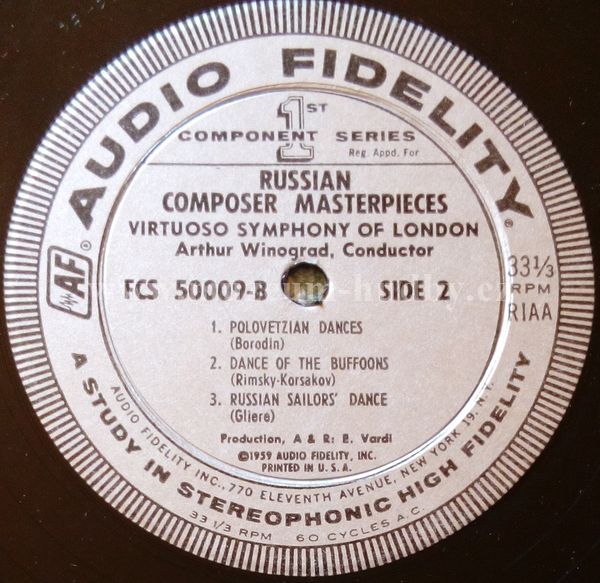 AUDIO FIDELITY®
1ST
COMPONENT SERIES
Reg. Appd. For
RUSSIAN
COMPOSER MASTERPIECES
VIRTUOSO SYMPHONY OF LONDON
Arthur Winograd, Conductor
AF®
FCS 50009-B SIDE 2
33 1/3
RPM
RIAA
1. POLOVETZIAN DANCES
(Borodin)
2. DANCE OF THE BUFFOONS
(Rimsky-Korsakov)
3. RUSSIAN SAILORS' DANCE
(Gliere)
Production, A & R: E. Vardi
©1959 AUDIO FIDELITY, INC.
PRINTED IN U. S. A.
AUDIO FIDELITY INC., 770 ELEVENTH AVENUE, NEW YORK 19, N. Y.
A STUDY IN STEREOPHONIC HIGH FIDELITY
33 1/3 RPM 60 CYCLES A.C.